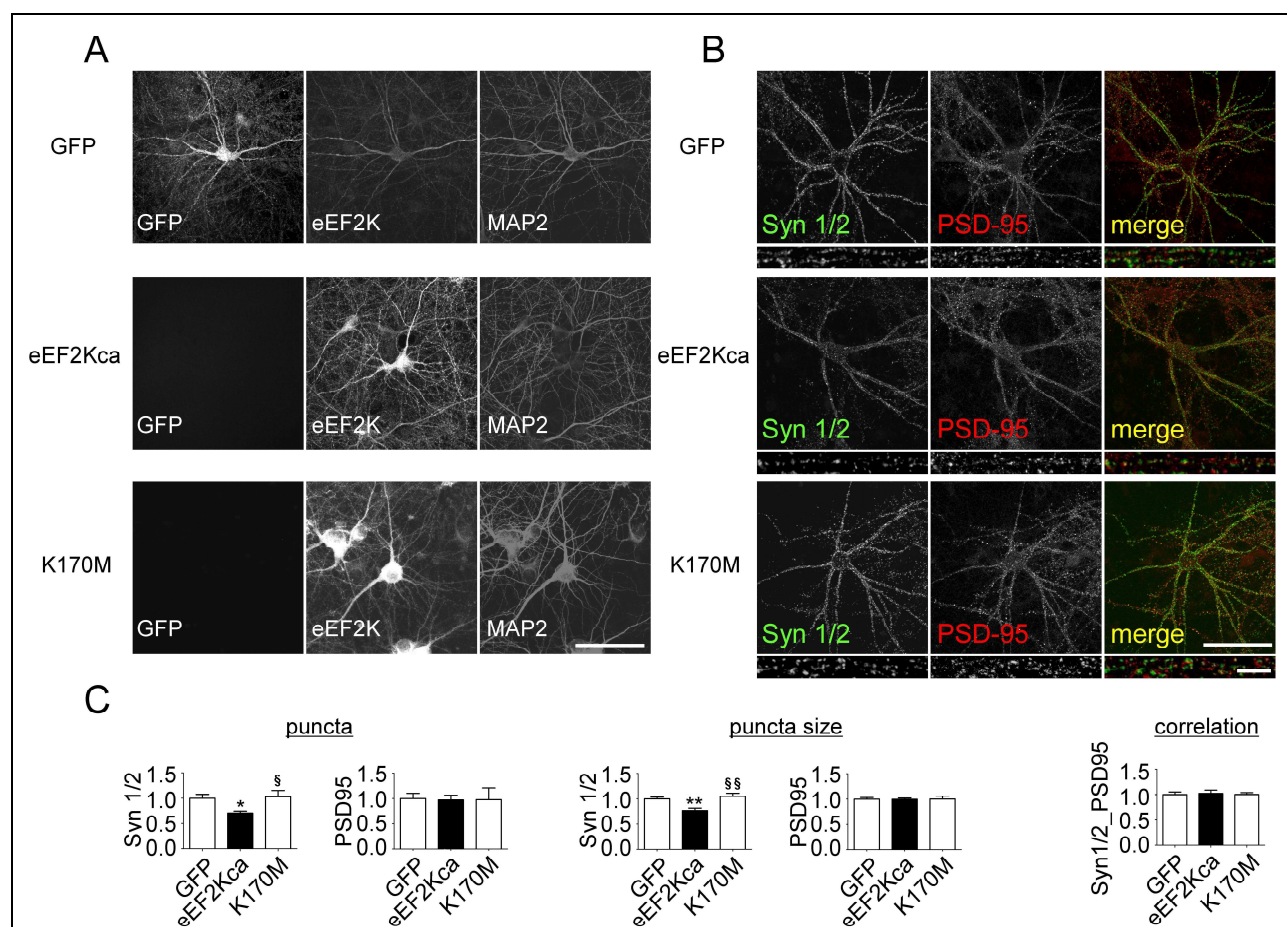 A
GFP
GFP
eEF2K
MAP2
eEF2Kca
GFP
eEF2K
MAP2
K170M
GFP
eEF2K
MAP2
B
GFP
Syn 1/2
PSD-95
merge
eEF2Kca
Syn 1/2
PSD-95
merge
K170M
Syn 1/2
PSD-95
merge
C
puncta
Syn 1/2
1.5
1.0
0.5
0.0
*
§
GFP
eEF2Kca
K170M
PSD95
1.5
1.0
0.5
0.0
GFP
eEF2Kca
K170M
puncta size
Syn 1/2
1.5
1.0
0.5
0.0
**
§§
GFP
eEF2Kca
K170M
PSD95
1.5
1.0
0.5
0.0
GFP
eEF2Kca
K170M
correlation
Syn1/2_PSD95
1.5
1.0
0.5
0.0
GFP
eEF2Kca
K170M